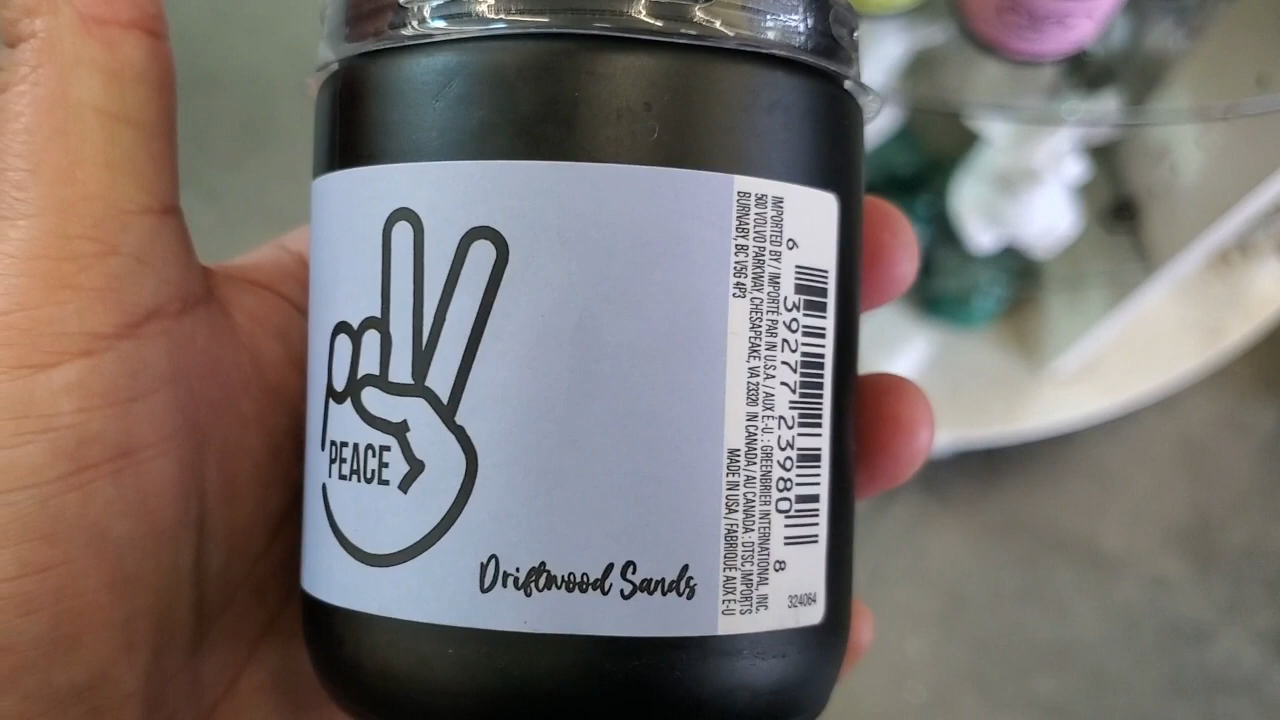 PEACE
Driftwood Sands
IMPORTED BY / IMPORTÉ PAR IN U.S.A. / AUX É.-U. : GREENBRIER INTERNATIONAL, INC.
500 VOLVO PARKWAY, CHESAPEAKE, VA 23320 IN CANADA / AU CANADA : DTSC IMPORTS
BURNABY, BC V5G 4P3
MADE IN USA / FABRIQUÉ AUX E-U
6 39277 23980 8
324064